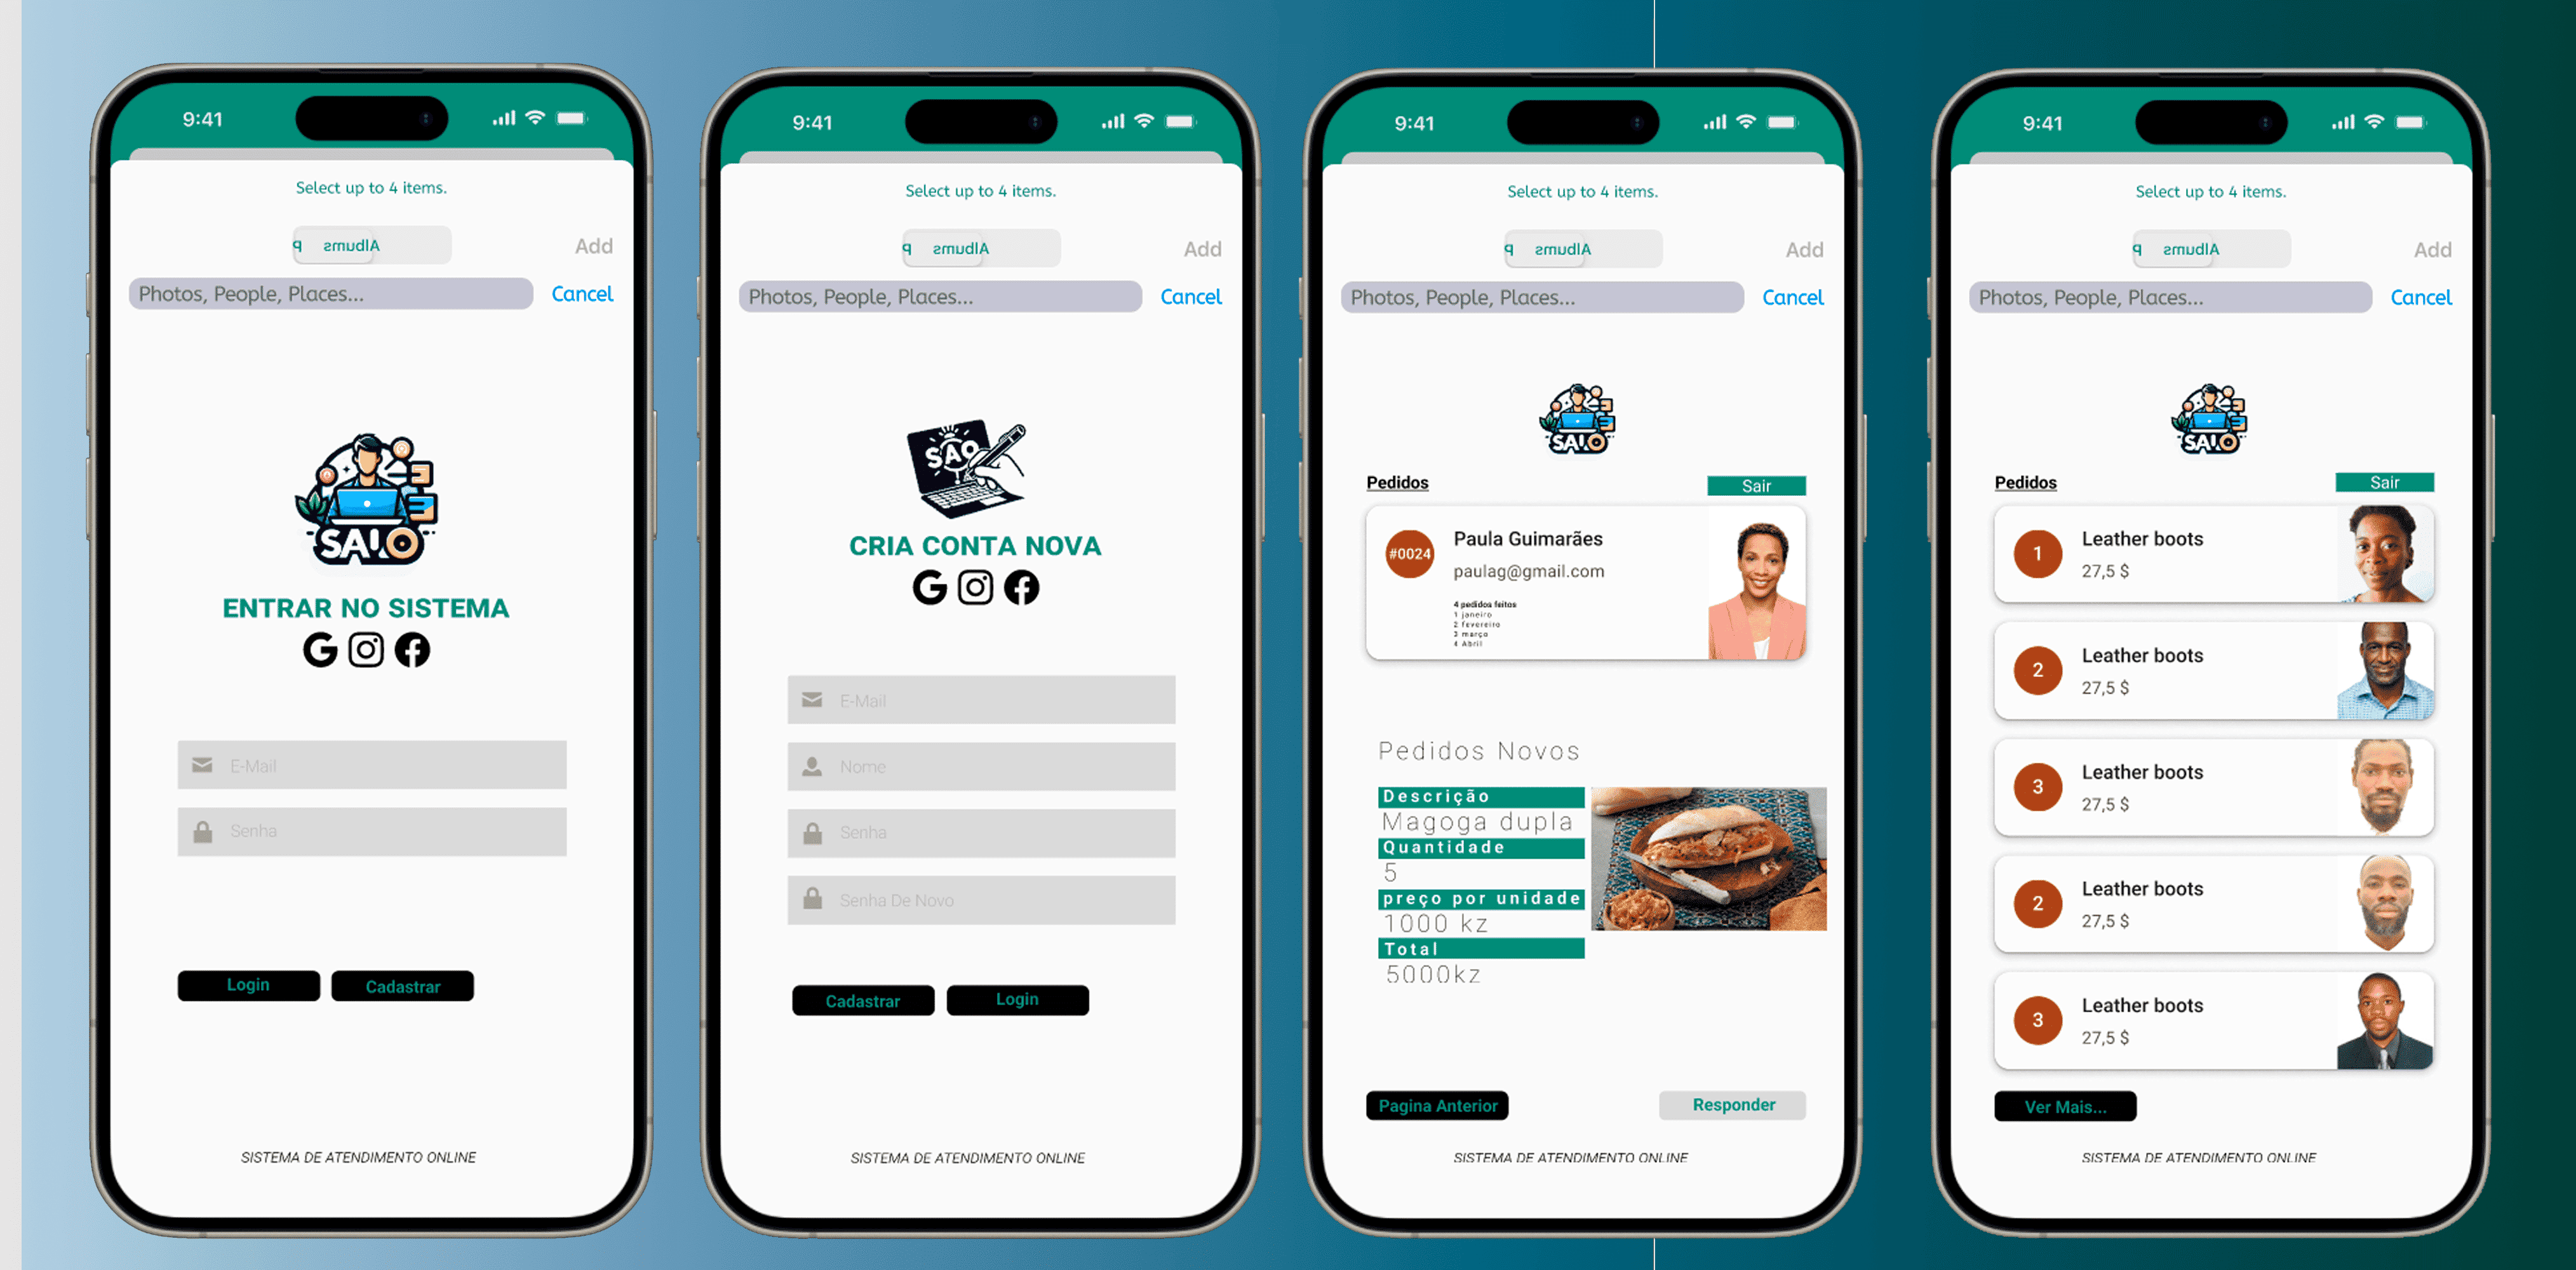 9:41
Select up to 4 items.
P Albums
Add
Photos, People, Places...
Cancel
SAIO
ENTRAR NO SISTEMA
E-Mail
Senha
Login
Cadastrar
SISTEMA DE ATENDIMENTO ONLINE
9:41
Select up to 4 items.
P Albums
Add
Photos, People, Places...
Cancel
SAO
CRIA CONTA NOVA
E-Mail
Nome
Senha
Senha De Novo
Cadastrar
Login
SISTEMA DE ATENDIMENTO ONLINE
9:41
Select up to 4 items.
P Albums
Add
Photos, People, Places...
Cancel
SAIO
Pedidos
Sair
#0024
Paula Guimarães
paulag@gmail.com
4 pedidos feitos
1 janeiro
2 fevereiro
3 março
4 Abril
Pedidos Novos
Descrição
Magoga dupla
Quantidade
5
preço por unidade
1000 kz
Total
5000kz
Pagina Anterior
Responder
SISTEMA DE ATENDIMENTO ONLINE
9:41
Select up to 4 items.
P Albums
Add
Photos, People, Places...
Cancel
SAIO
Pedidos
Sair
1
Leather boots
27,5 $
2
Leather boots
27,5 $
3
Leather boots
27,5 $
2
Leather boots
27,5 $
3
Leather boots
27,5 $
Ver Mais...
SISTEMA DE ATENDIMENTO ONLINE